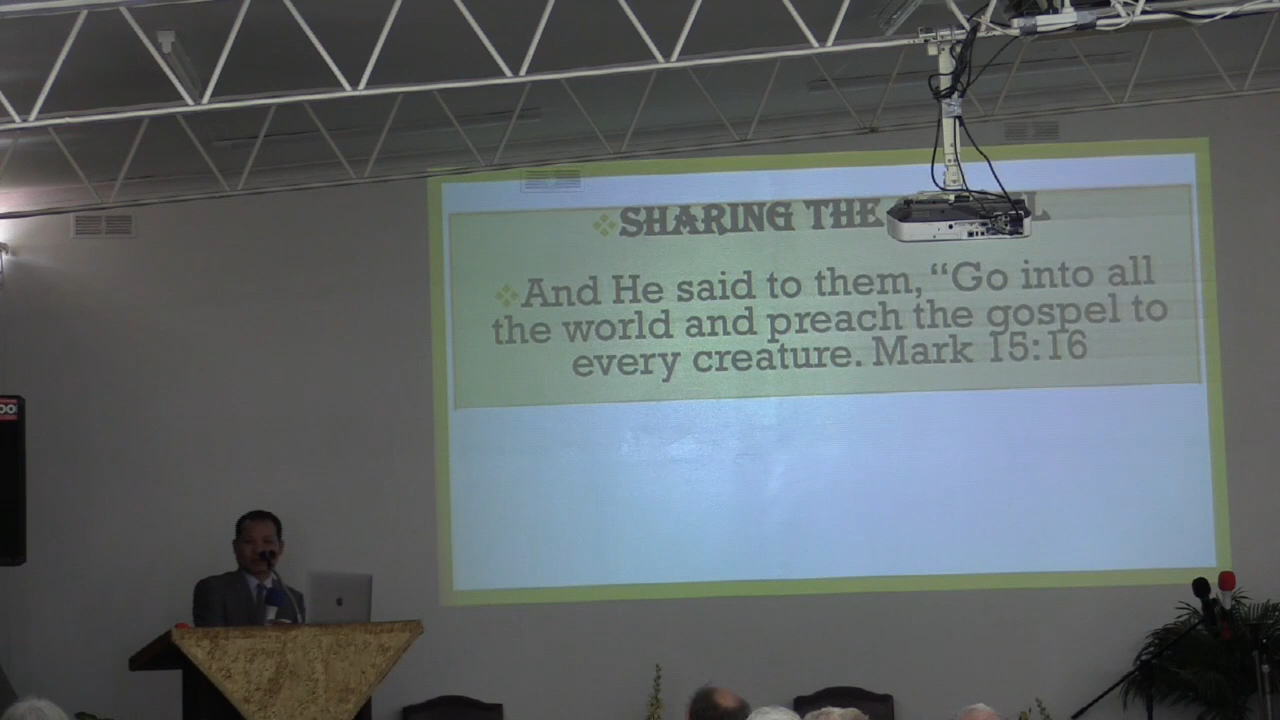 SHARING THE
And He said to them, “Go into all
the world and preach the gospel to
every creature. Mark 15:16